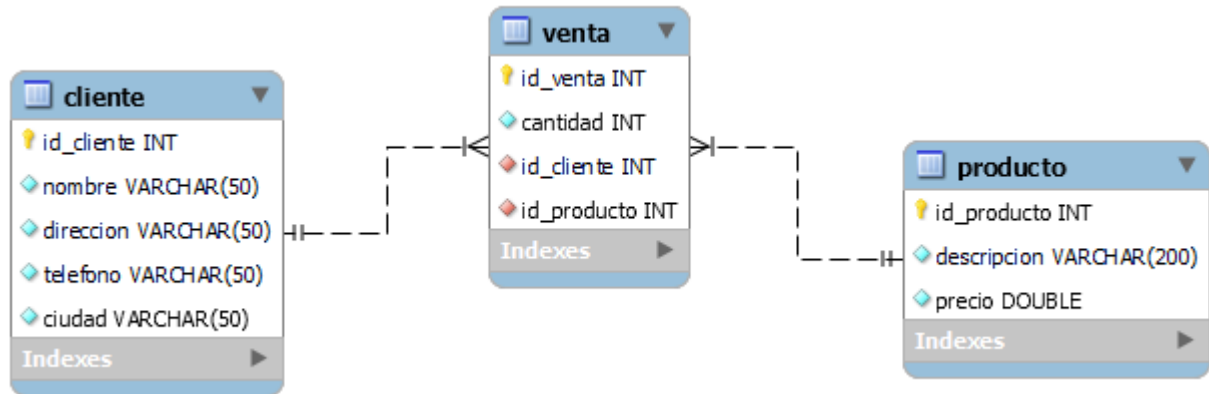 cliente
id_cliente INT
nombre VARCHAR(50)
direccion VARCHAR(50)
telefono VARCHAR(50)
ciudad VARCHAR(50)
Indexes
venta
id_venta INT
cantidad INT
id_cliente INT
id_producto INT
Indexes
producto
id_producto INT
descripcion VARCHAR(200)
precio DOUBLE
Indexes